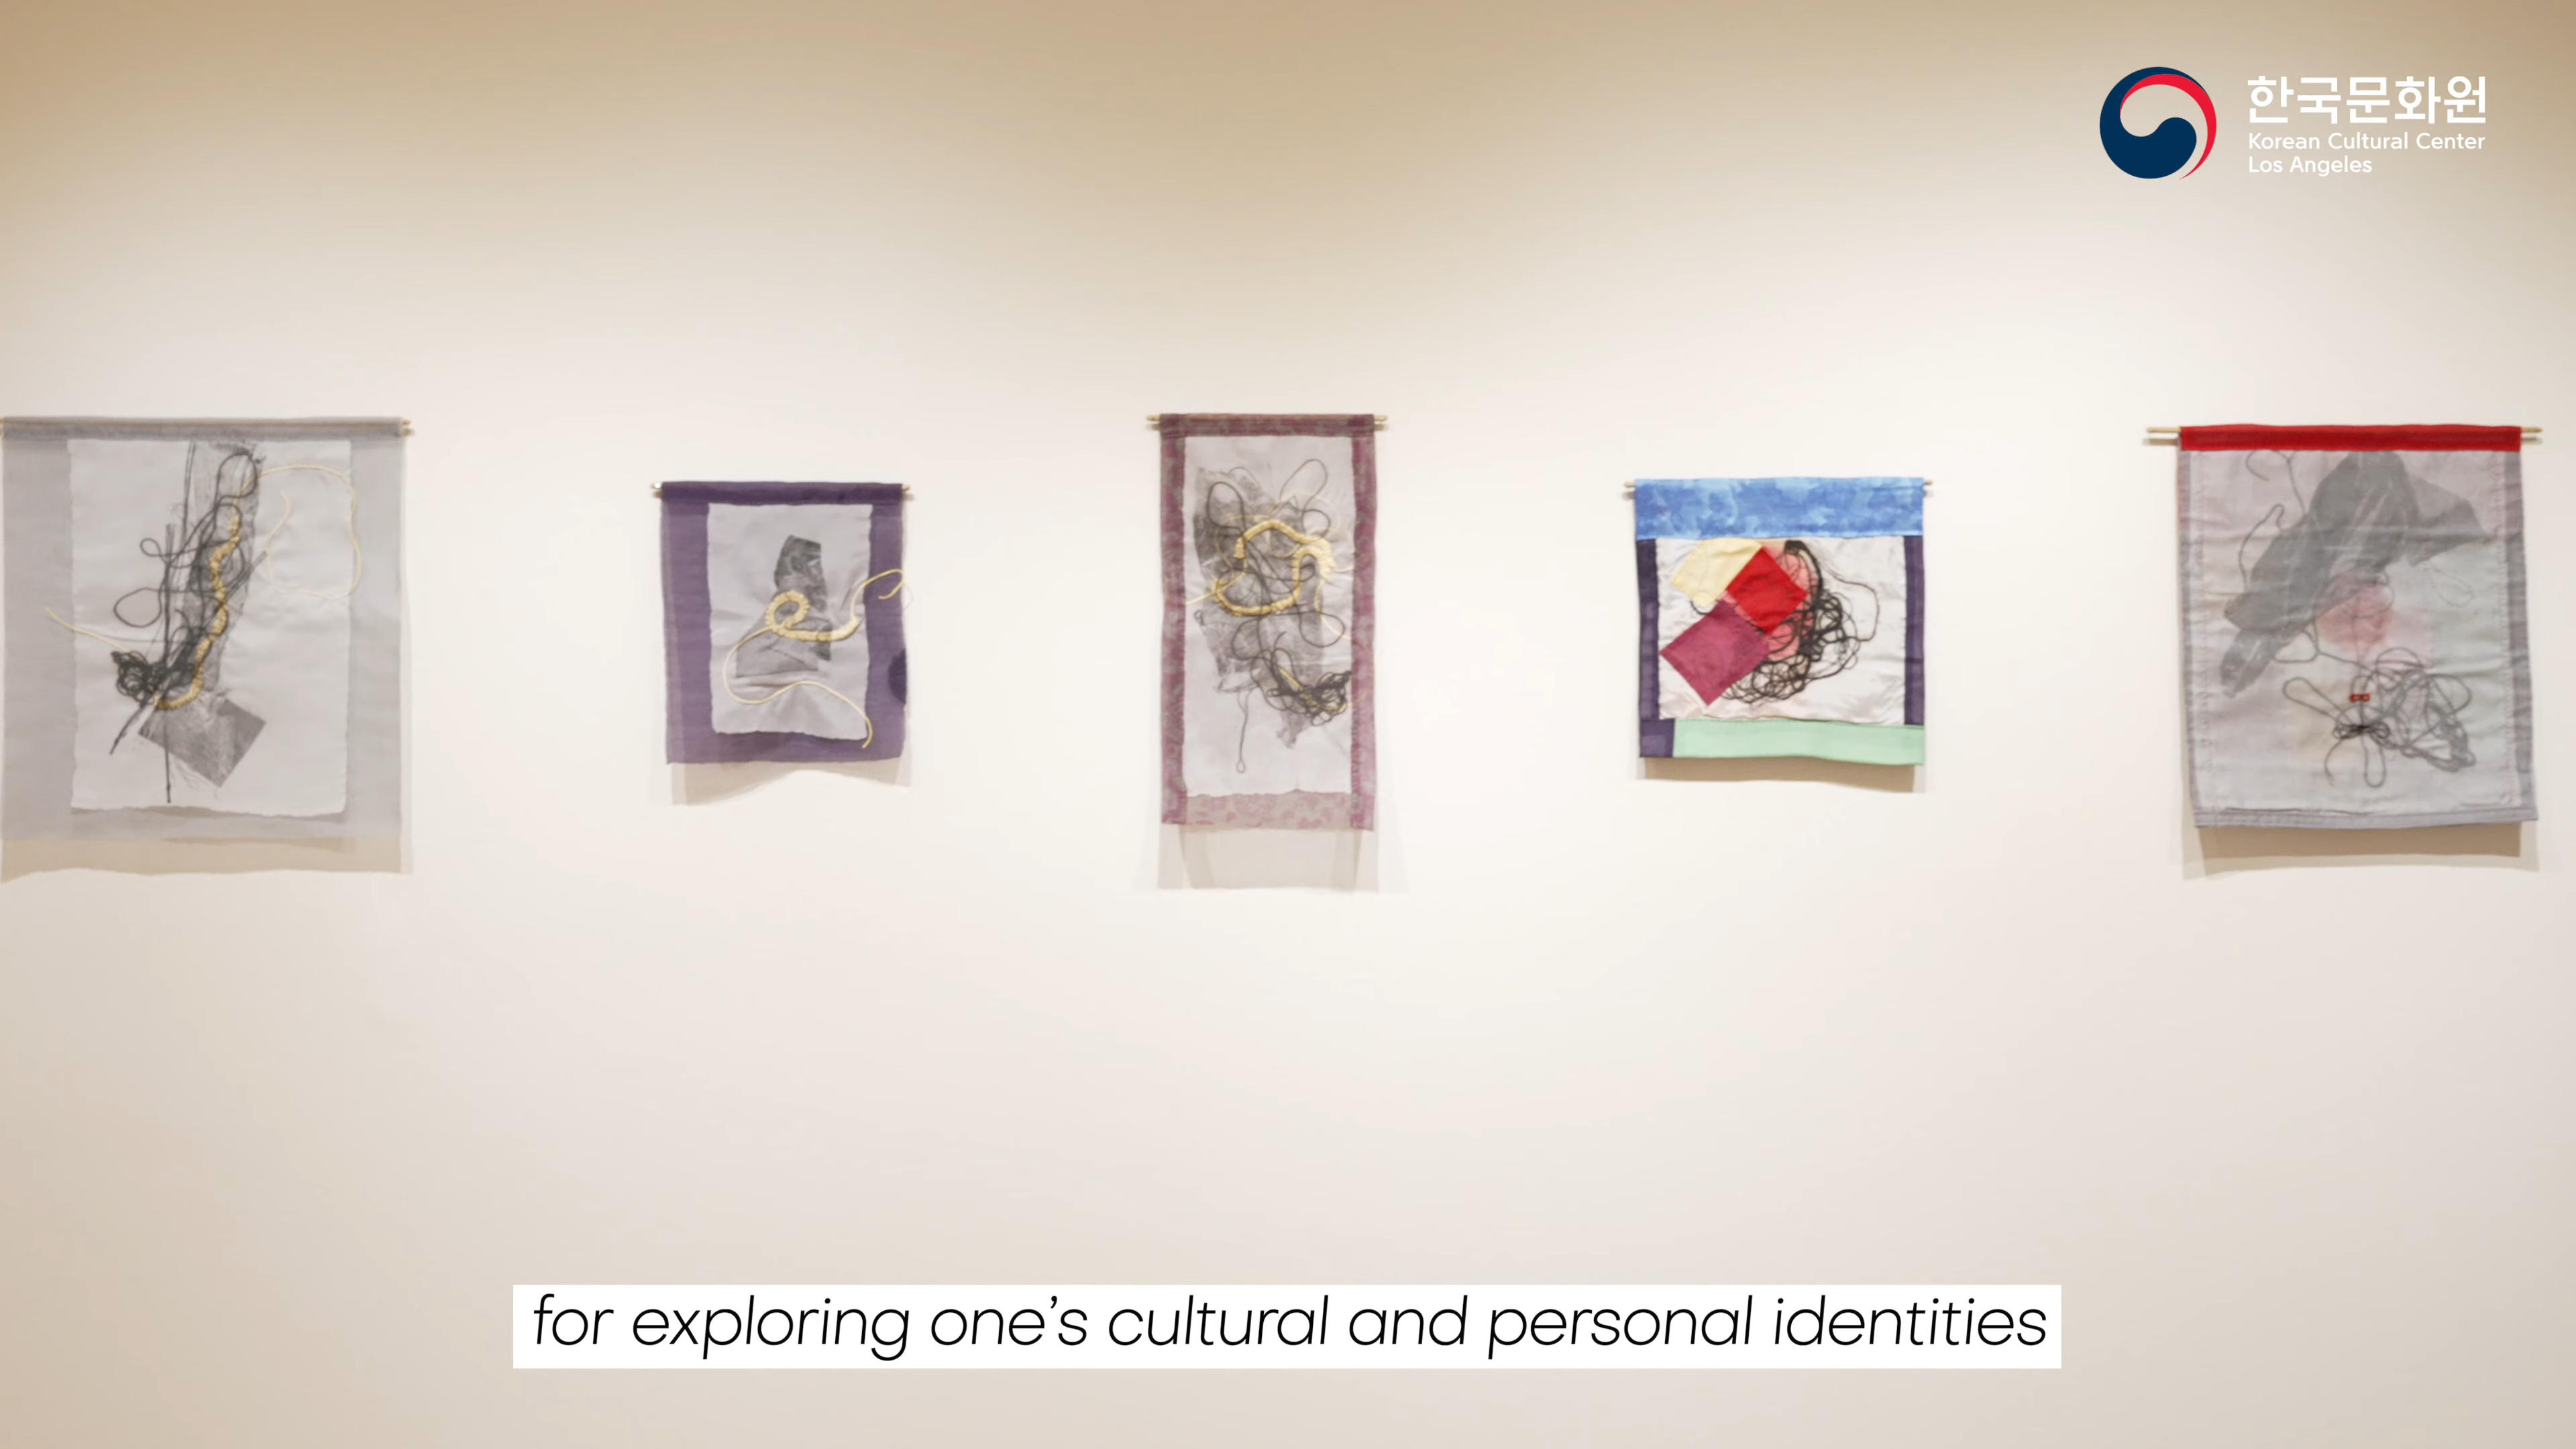 한국문화원
Korean Cultural Center
Los Angeles
for exploring one’s cultural and personal identities